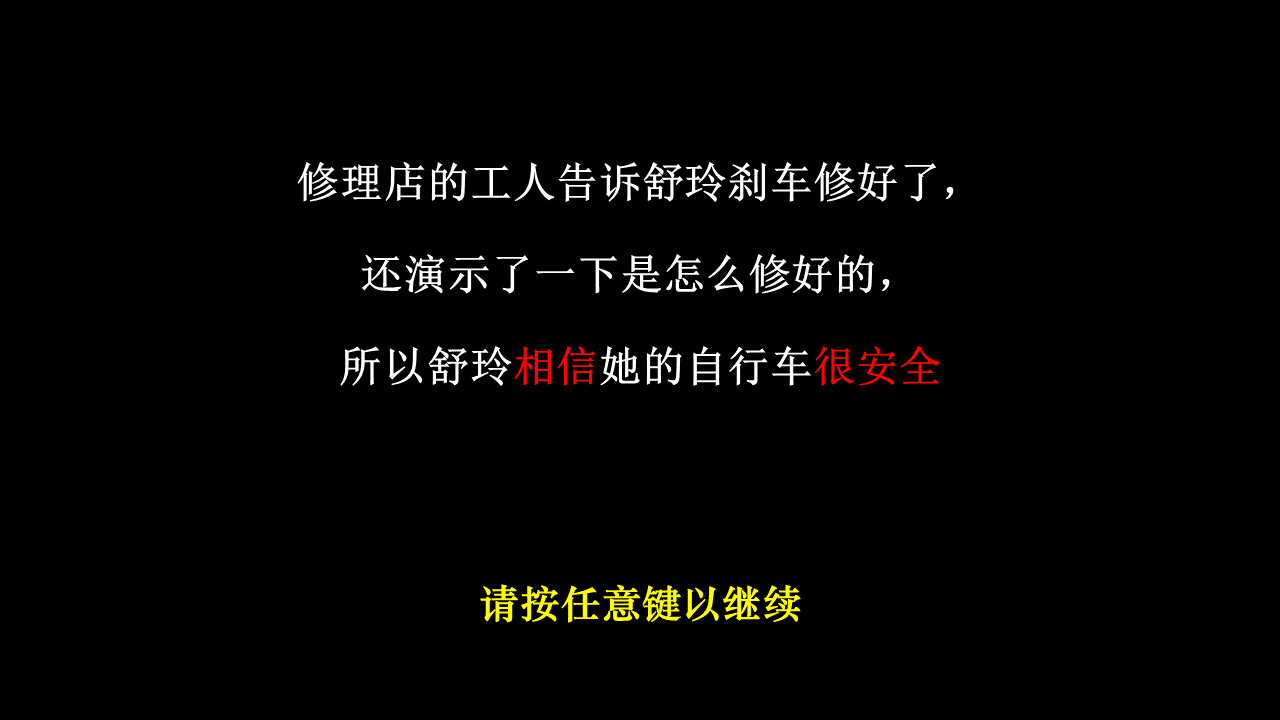 修理店的工人告诉舒玲刹车修好了，
还演示了一下是怎么修好的，
所以舒玲相信她的自行车很安全
请按任意键以继续